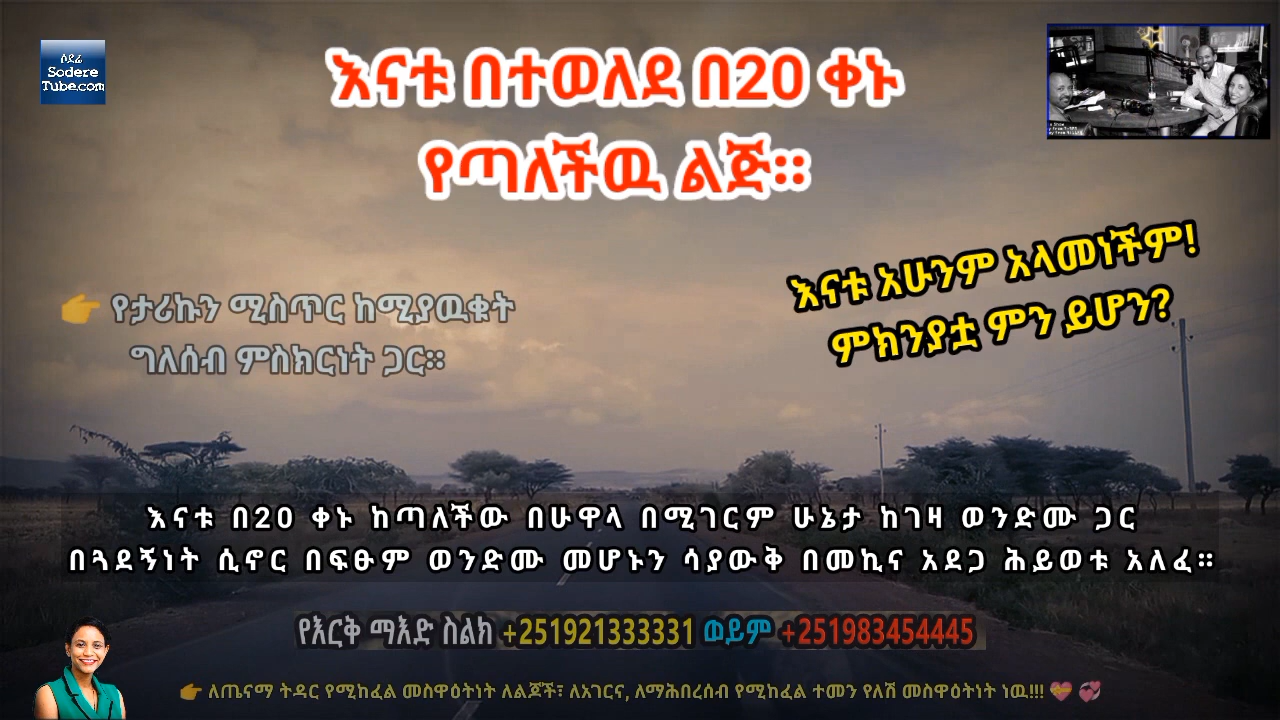 ሶደሬ
Sodere
Tube.com
እናቱ በተወለደ በ20 ቀኑ
የጣለችዉ ልጅ።
እናቱ አሁንም አላመነችም!
ምክንያቷ ምን ይሆን?
👉 የታሪኩን ሚስጥር ከሚያዉቁት
ግለሰብ ምስክርነት ጋር።
እናቱ በ20 ቀኑ ከጣለችው በሁዋላ በሚገርም ሁኔታ ከገዛ ወንድሙ ጋር
በጓደኝነት ሲኖር በፍፁም ወንድሙ መሆኑን ሳያውቅ በመኪና አደጋ ሕይወቱ አለፈ።
የእርቅ ማእድ ስልክ +251921333331 ወይም +251983454445
👉 ለጤናማ ትዳር የሚከፈል መስዋዕትነት ለልጆች፣ ለአገርና, ለማሕበረሰብ የሚከፈል ተመን የለሽ መስዋዕትነት ነዉ!!! 💝 💞